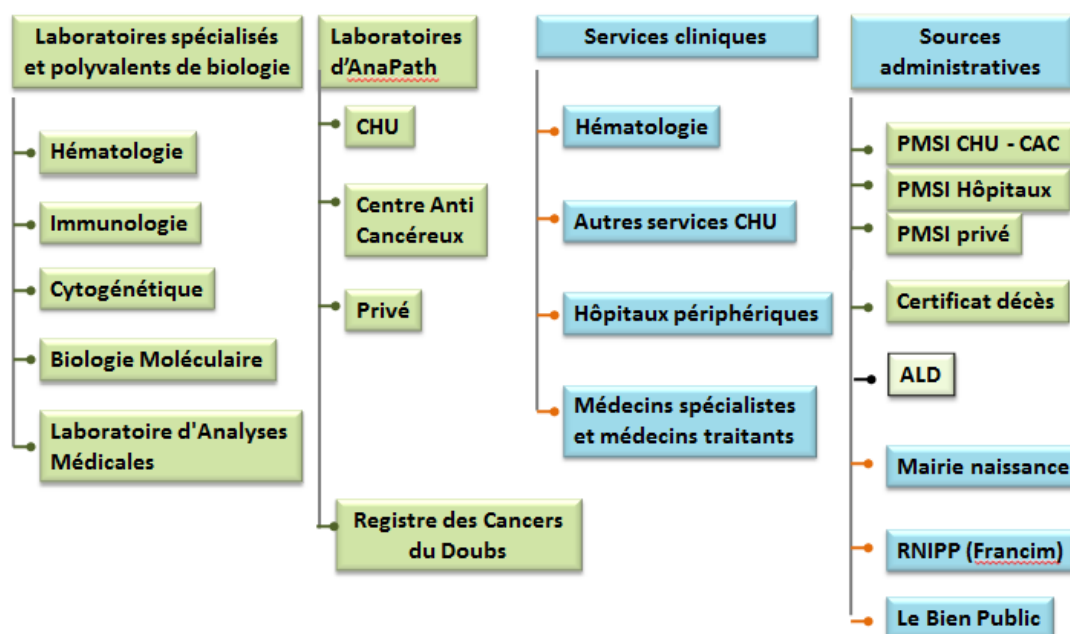 Laboratoires spécialisés
et polyvalents de biologie
Hématologie
Immunologie
Cytogénétique
Biologie Moléculaire
Laboratoire d'Analyses
Médicales
Laboratoires
d'AnaPath
CHU
Centre Anti
Cancéreux
Privé
Registre des Cancers
du Doubs
Services cliniques
Hématologie
Autres services CHU
Hôpitaux périphériques
Médecins spécialistes
et médecins traitants
Sources
administratives
PMSI CHU - CAC
PMSI Hôpitaux
PMSI privé
Certificat décès
ALD
Mairie naissance
RNIPP (Francim)
Le Bien Public